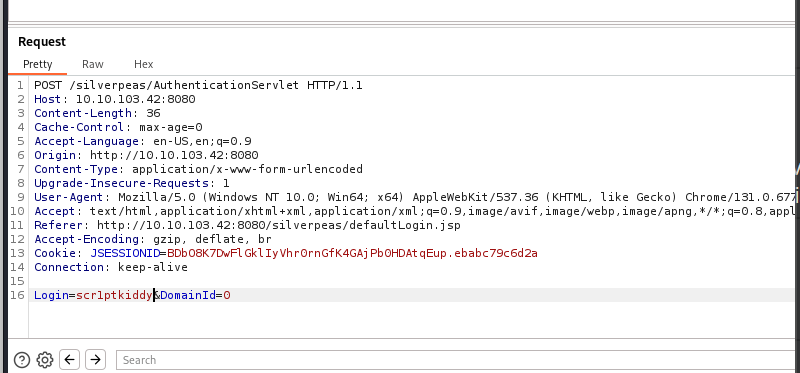 Request
Pretty Raw Hex
1 POST /silverpeas/AuthenticationServlet HTTP/1.1
2 Host: 10.10.103.42:8080
3 Content-Length: 36
4 Cache-Control: max-age=0
5 Accept-Language: en-US,en;q=0.9
6 Origin: http://10.10.103.42:8080
7 Content-Type: application/x-www-form-urlencoded
8 Upgrade-Insecure-Requests: 1
9 User-Agent: Mozilla/5.0 (Windows NT 10.0; Win64; x64) AppleWebKit/537.36 (KHTML, like Gecko) Chrome/131.0.677
10 Accept: text/html,application/xhtml+xml,application/xml;q=0.9,image/avif,image/webp,image/apng,*/*;q=0.8,appl
11 Referer: http://10.10.103.42:8080/silverpeas/defaultLogin.jsp
12 Accept-Encoding: gzip, deflate, br
13 Cookie: JSESSIONID=BDbO8K7DwFlGklIyVhr0rnGfK4GAjPb0HDAtqEup.ebabc79c6d2a
14 Connection: keep-alive
15
16 Login=scr1ptkiddy&DomainId=0
Search